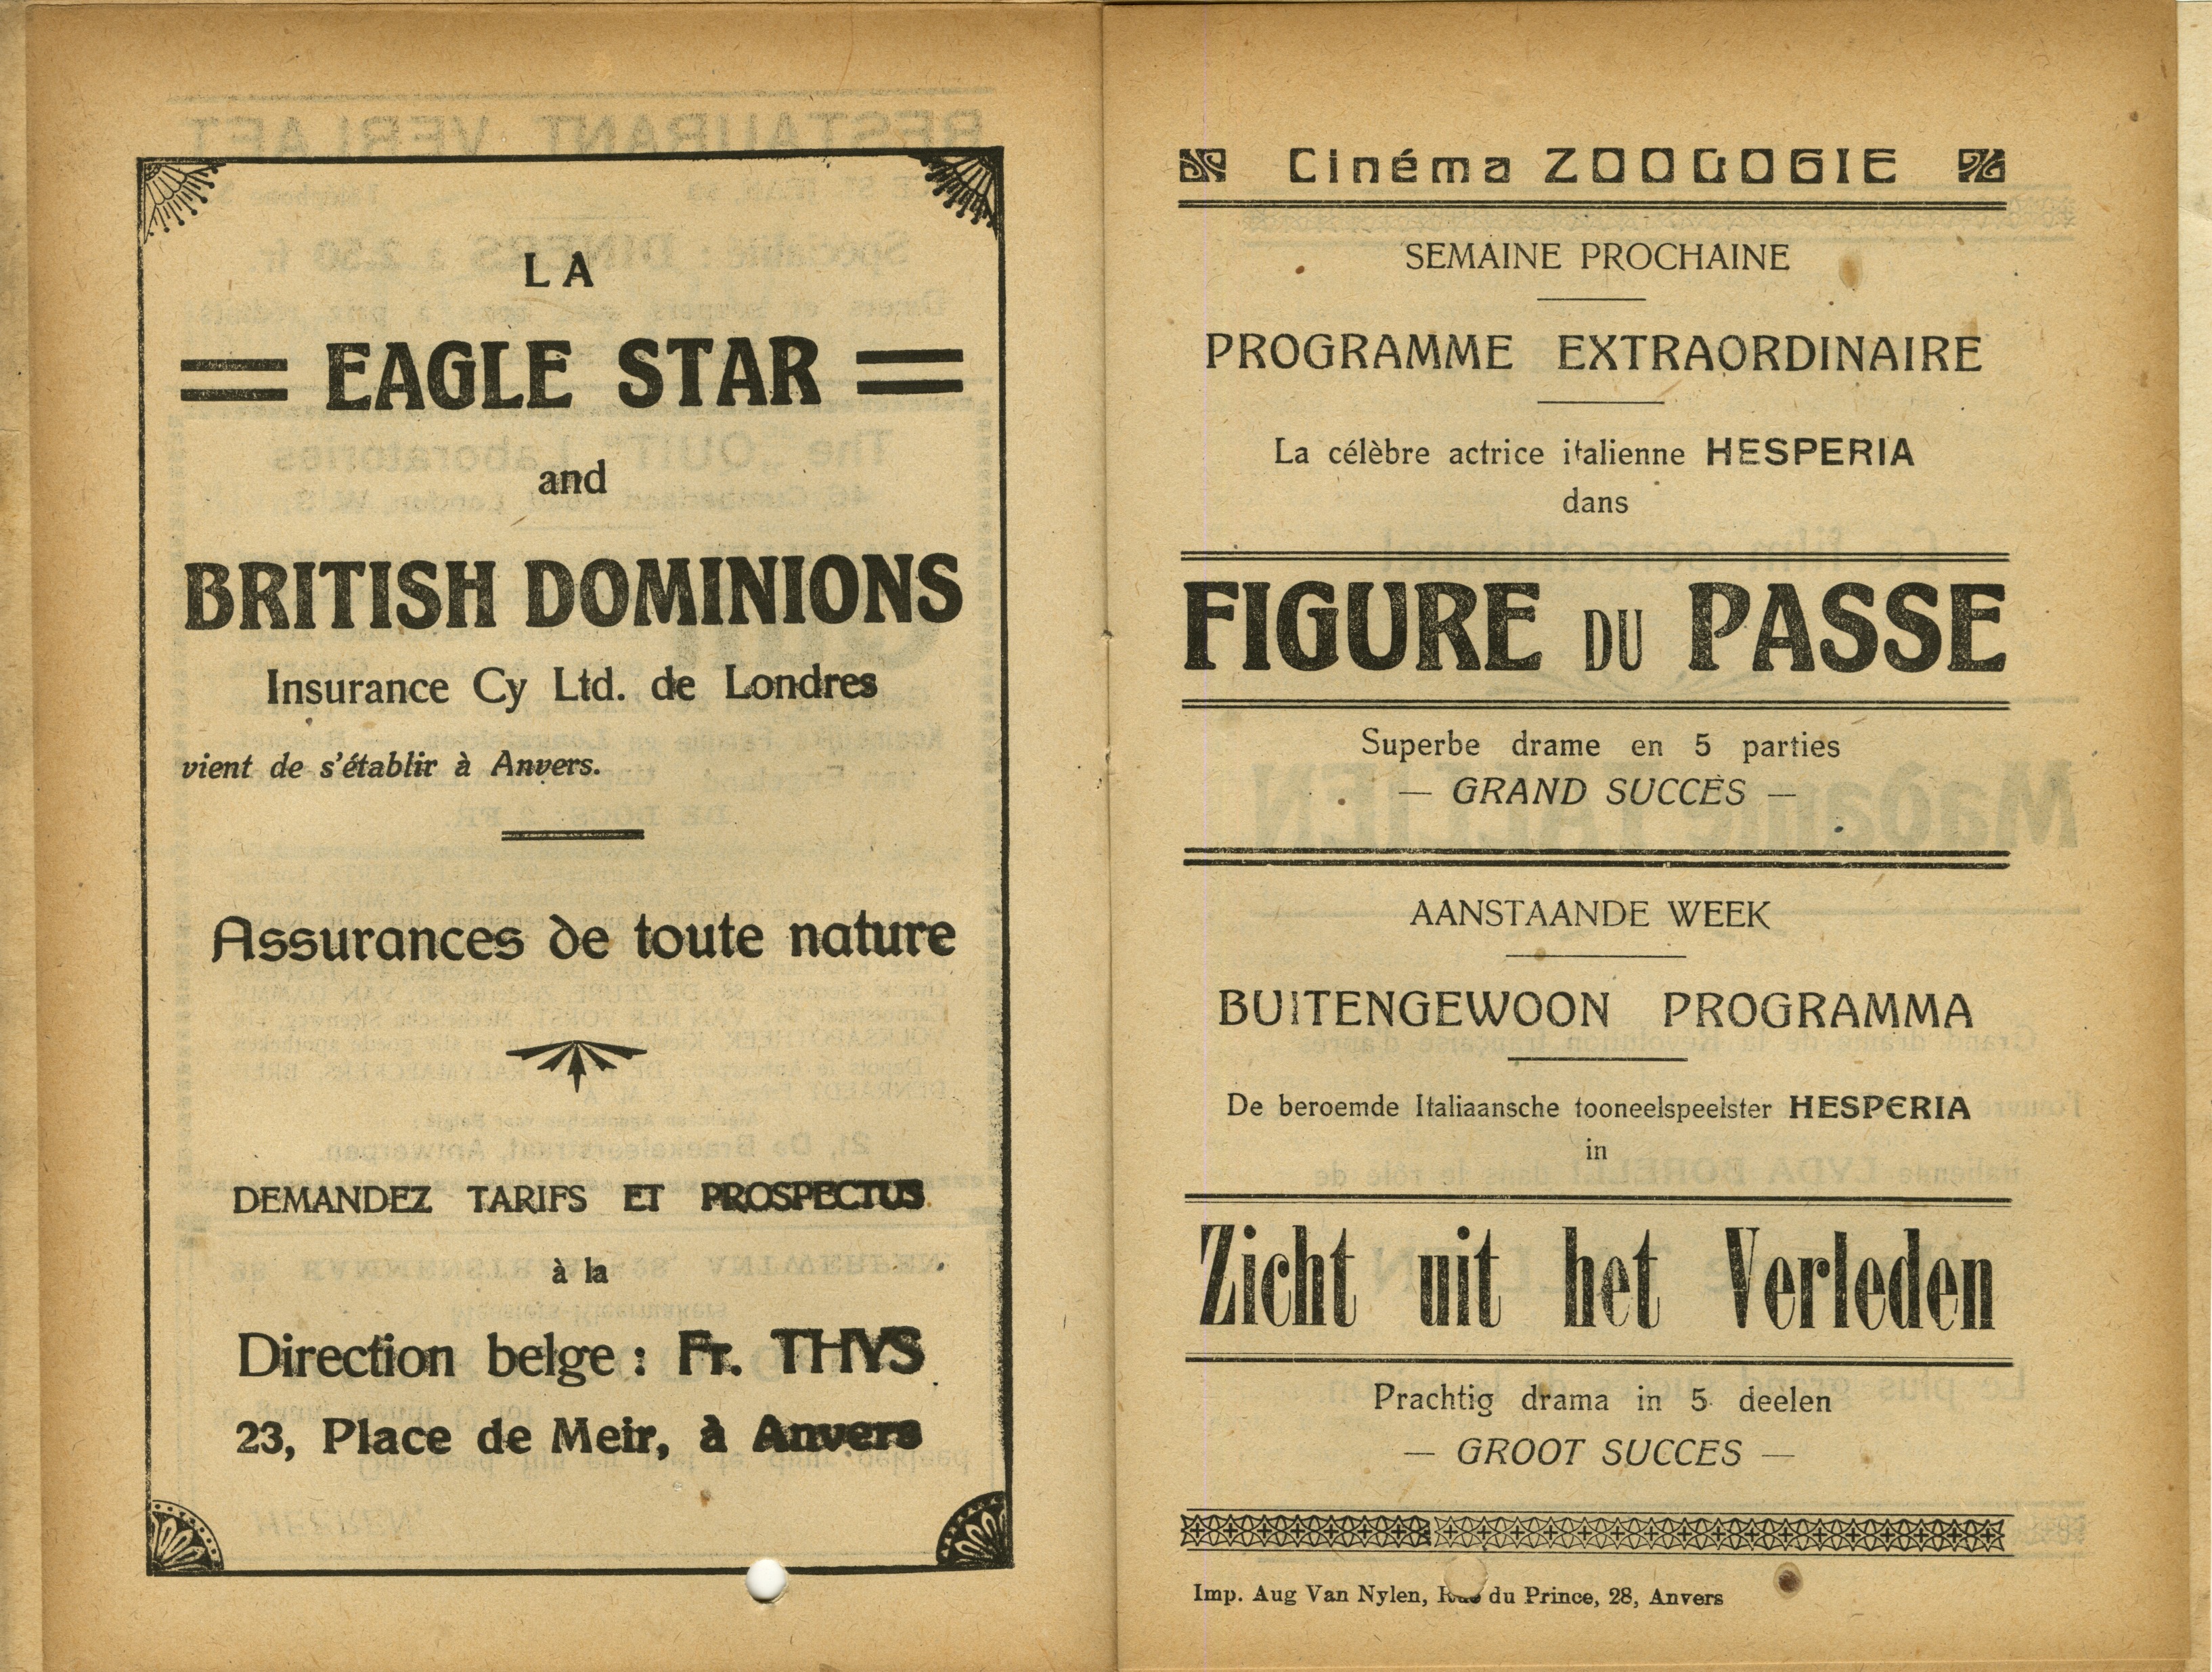 LA
EAGLE STAR
and
BRITISH DOMINIONS
Insurance Cy Ltd. de Londres
vient de s'établir à Anvers.
Assurances de toute nature
DEMANDEZ TARIFS ET PROSPECTUS
à la
Direction belge : Fr. THYS
23, Place de Meir, à Anvers
Cinéma ZOOLOGIE
SEMAINE PROCHAINE
PROGRAMME EXTRAORDINAIRE
La célèbre actrice italienne HESPERIA
dans
FIGURE DU PASSE
Superbe drame en 5 parties
— GRAND SUCCÈS —
AANSTAANDE WEEK
BUITENGEWOON PROGRAMMA
De beroemde Italiaansche tooneelspeelster HESPERIA
in
Zicht uit het Verleden
Prachtig drama in 5 deelen
— GROOT SUCCES —
Imp. Aug Van Nylen, Rue du Prince, 28, Anvers